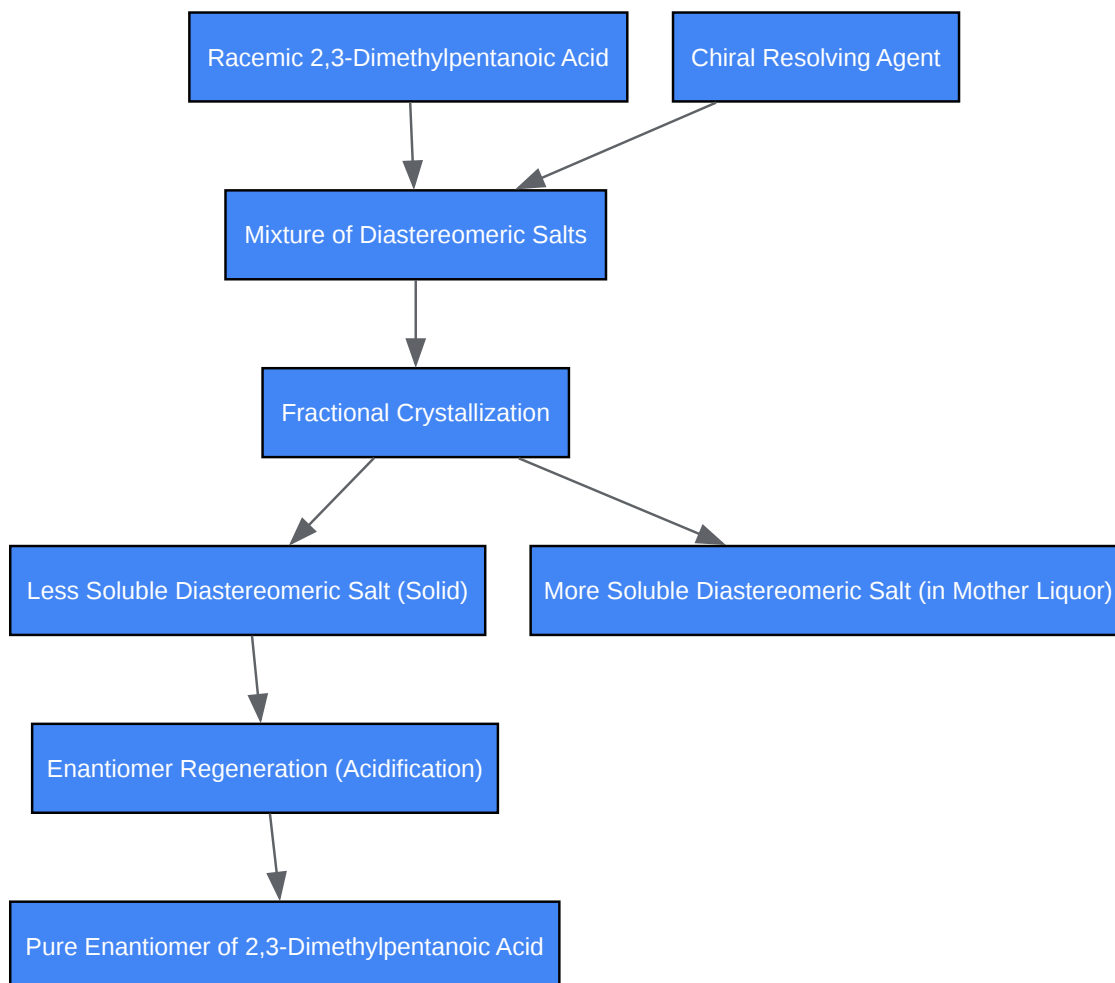 Racemic 2,3-Dimethylpentanoic Acid
Chiral Resolving Agent
Mixture of Diastereomeric Salts
Fractional Crystallization
Less Soluble Diastereomeric Salt (Solid)
More Soluble Diastereomeric Salt (in Mother Liquor)
Enantiomer Regeneration (Acidification)
Pure Enantiomer of 2,3-Dimethylpentanoic Acid